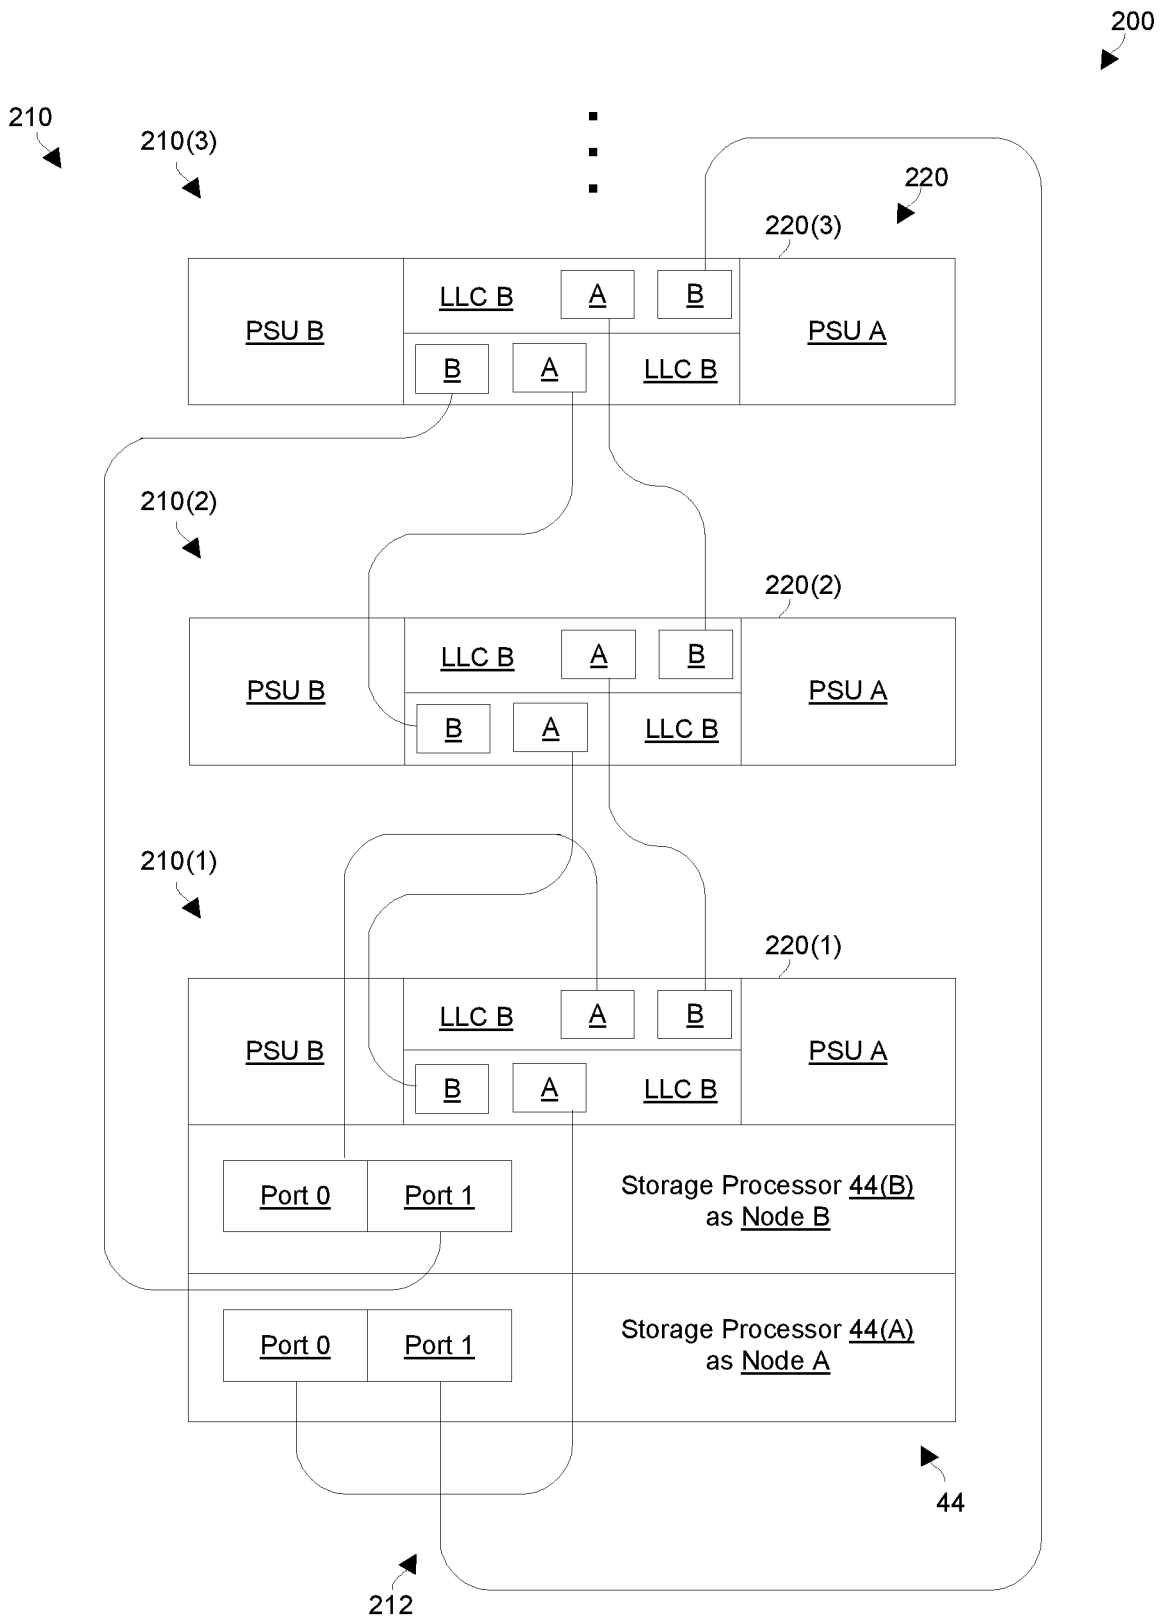 200
210
210(3)
220
220(3)
PSU B
LLC B
A
B
PSU A
B
A
LLC B
210(2)
220(2)
PSU B
LLC B
A
B
PSU A
B
A
LLC B
210(1)
220(1)
PSU B
LLC B
A
B
PSU A
B
A
LLC B
Port 0
Port 1
Storage Processor 44(B)
as Node B
Port 0
Port 1
Storage Processor 44(A)
as Node A
44
212